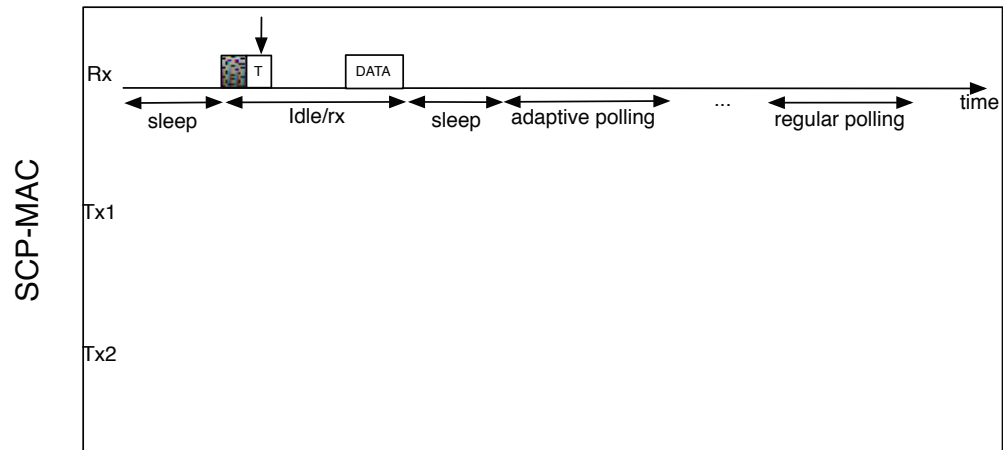 SCP-MAC
T
DATA
Rx
time
sleep
Idle/rx
sleep
adaptive polling
...
regular polling
Tx1
Tx2